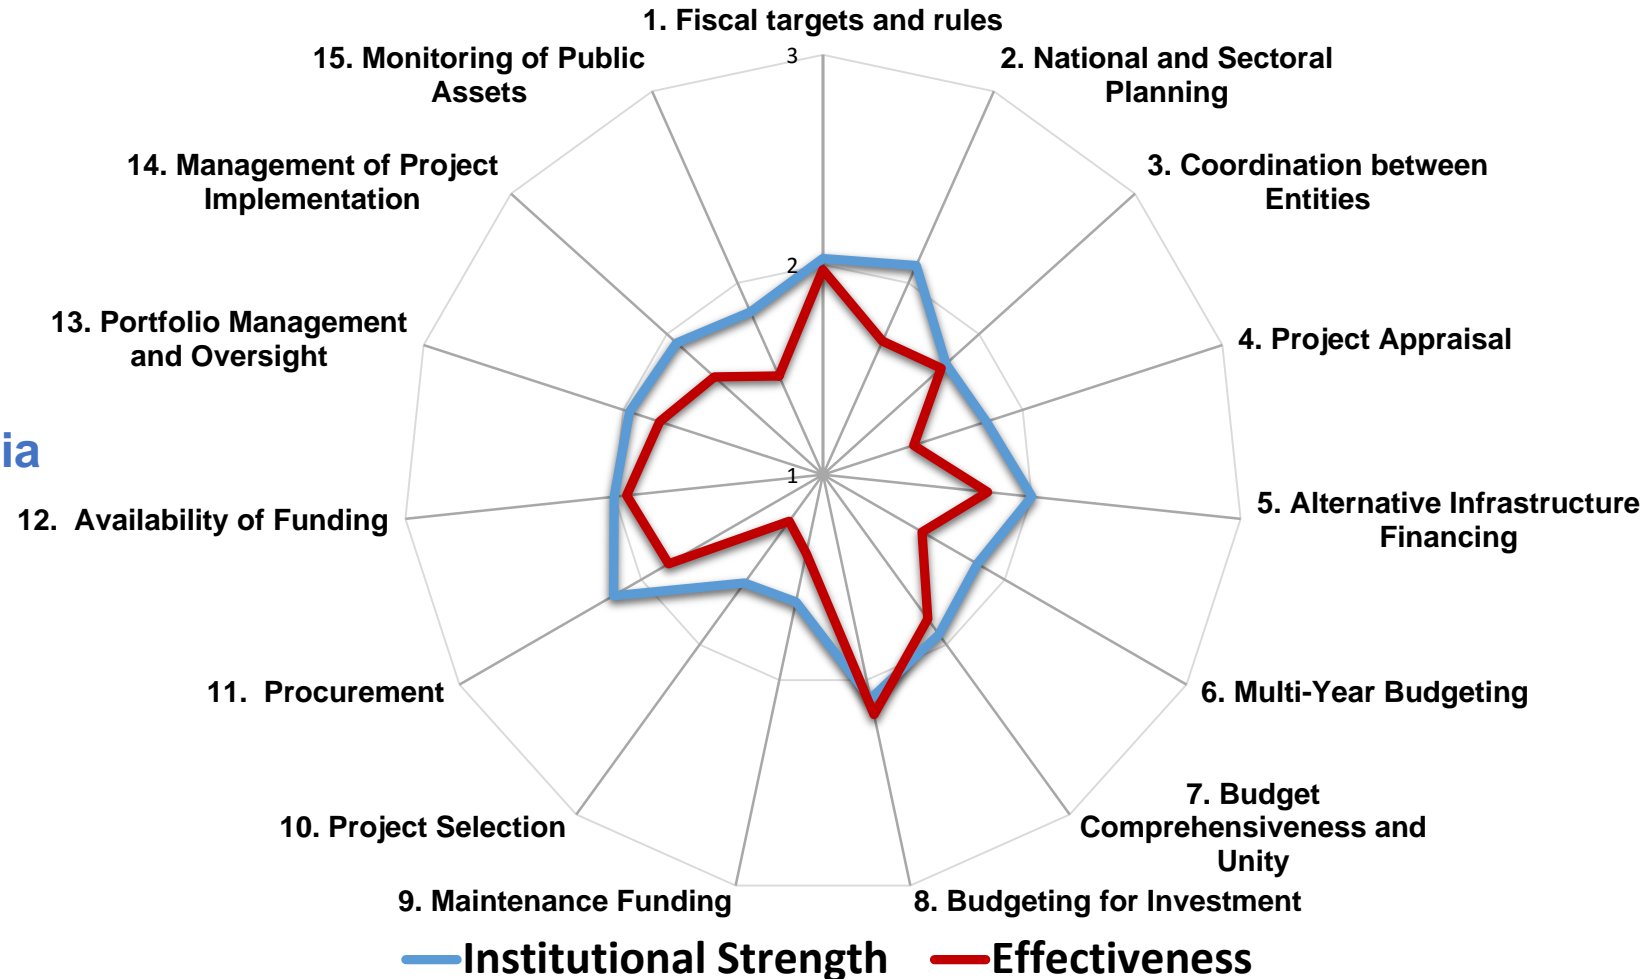 1. Fiscal targets and rules
2. National and Sectoral
Planning
3. Coordination between
Entities
4. Project Appraisal
5. Alternative Infrastructure
Financing
6. Multi-Year Budgeting
7. Budget
Comprehensiveness and
Unity
8. Budgeting for Investment
9. Maintenance Funding
10. Project Selection
11. Procurement
12. Availability of Funding
13. Portfolio Management
and Oversight
14. Management of Project
Implementation
15. Monitoring of Public
Assets
3
2
1
ia
Institutional Strength
Effectiveness